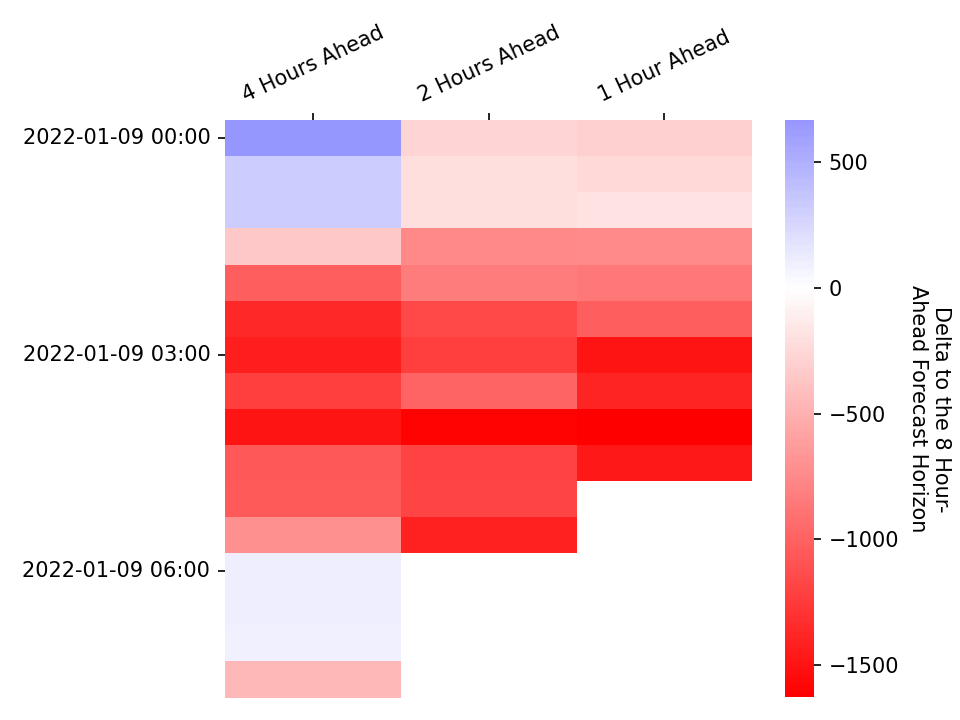 4 Hours Ahead
2 Hours Ahead
1 Hour Ahead
2022-01-09 00:00
2022-01-09 03:00
2022-01-09 06:00
500
0
−500
−1000
−1500
Delta to the 8 Hour-
Ahead Forecast Horizon